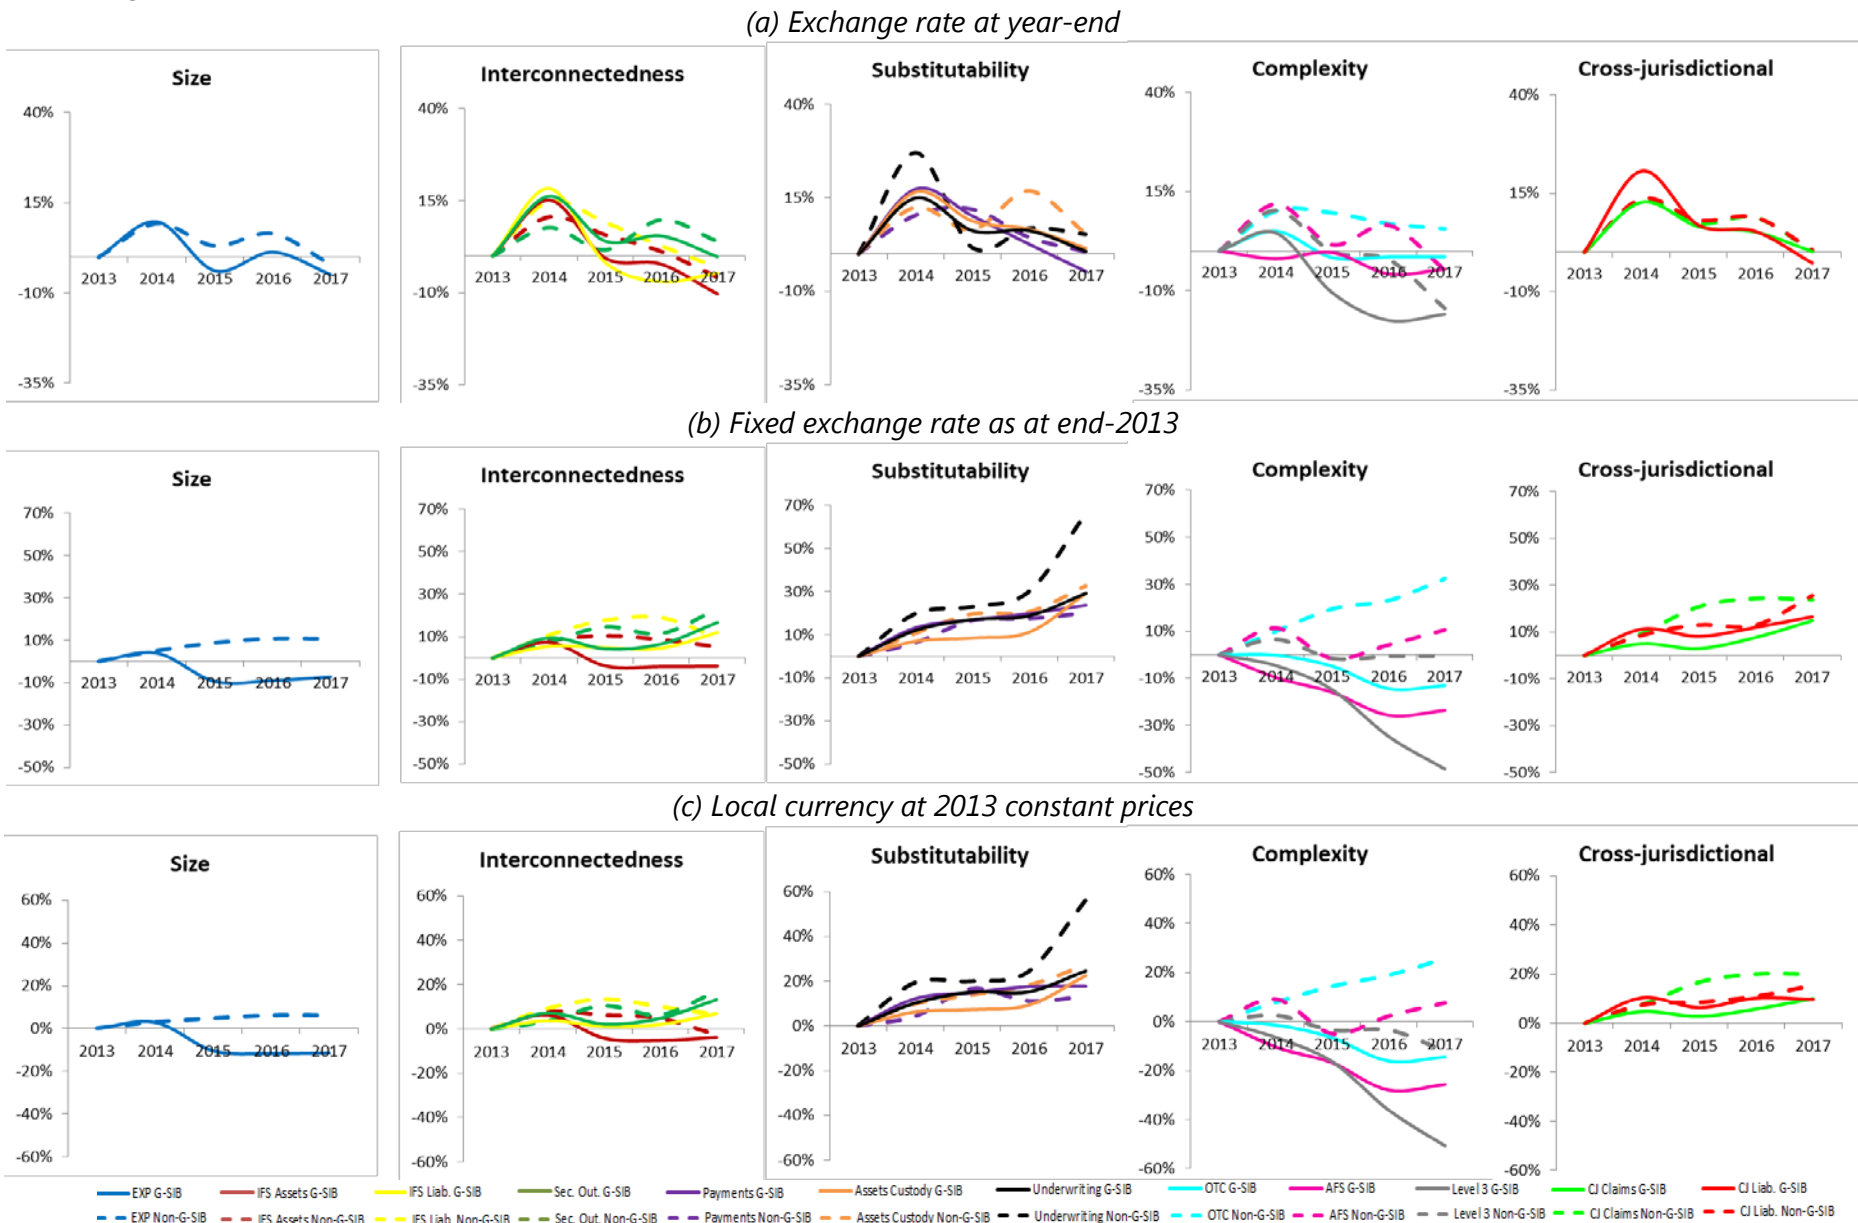 (a) Exchange rate at year-end
Size
Interconnectedness
Substitutability
Complexity
Cross-jurisdictional
40%
15%
-10%
-35%
2013 2014 2015 2016 2017
40%
15%
-10%
-35%
2013 2014 2015 2016 2017
40%
15%
-10%
-35%
2013 2014 2015 2016 2017
40%
15%
-10%
-35%
2013 2014 2015 2016 2017
40%
15%
-10%
-35%
2013 2014 2015 2016 2017
(b) Fixed exchange rate as at end-2013
Size
Interconnectedness
Substitutability
Complexity
Cross-jurisdictional
70%
50%
30%
10%
-10%
-30%
-50%
2013 2014 2015 2016 2017
70%
50%
30%
10%
-10%
-30%
-50%
2013 2014 2015 2016 2017
70%
50%
30%
10%
-10%
-30%
-50%
2013 2014 2015 2016 2017
70%
50%
30%
10%
-10%
-30%
-50%
2013 2014 2015 2016 2017
70%
50%
30%
10%
-10%
-30%
-50%
2013 2014 2015 2016 2017
(c) Local currency at 2013 constant prices
Size
Interconnectedness
Substitutability
Complexity
Cross-jurisdictional
60%
40%
20%
0%
-20%
-40%
-60%
2013 2014 2015 2016 2017
60%
40%
20%
0%
-20%
-40%
-60%
2013 2014 2015 2016 2017
60%
40%
20%
0%
-20%
-40%
-60%
2013 2014 2015 2016 2017
60%
40%
20%
0%
-20%
-40%
-60%
2013 2014 2015 2016 2017
60%
40%
20%
0%
-20%
-40%
-60%
2013 2014 2015 2016 2017
EXP G-SIB IFS Assets G-SIB IFS Liab. G-SIB Sec. Out. G-SIB Payments G-SIB Assets Custody G-SIB Underwriting G-SIB OTC G-SIB AFS G-SIB Level 3 G-SIB CJ Claims G-SIB CJ Liab. G-SIB
EXP Non-G-SIB IFS Assets Non-G-SIB IFS Liab. Non-G-SIB Sec. Out. Non-G-SIB Payments Non-G-SIB Assets Custody Non-G-SIB Underwriting Non-G-SIB OTC Non-G-SIB AFS Non-G-SIB Level 3 Non-G-SIB CJ Claims Non-G-SIB CJ Liab. Non-G-SIB